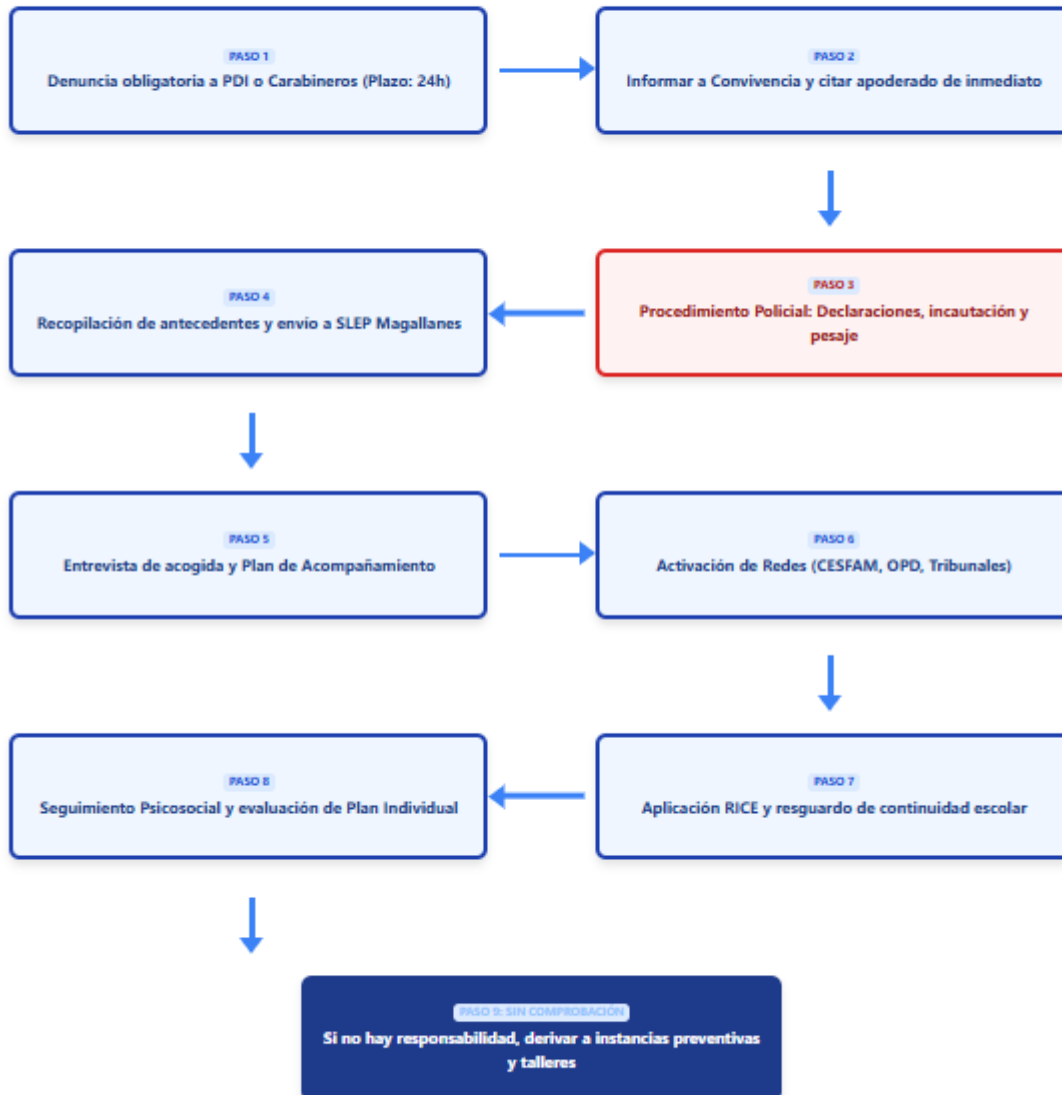 PASO 1
Denuncia obligatoria a PDI o Carabineros (Plazo: 24h)
PASO 2
Informar a Convivencia y citar apoderado de inmediato
PASO 3
Procedimiento Policial: Declaraciones, incautación y
pesaje
PASO 4
Recopilación de antecedentes y envío a SLEP Magallanes
PASO 5
Entrevista de acogida y Plan de Acompañamiento
PASO 6
Activación de Redes (CESFAM, OPD, Tribunales)
PASO 7
Aplicación RICE y resguardo de continuidad escolar
PASO 8
Seguimiento Psicosocial y evaluación de Plan Individual
PASO 9: SIN COMPROBACIÓN
Si no hay responsabilidad, derivar a instancias preventivas
y talleres